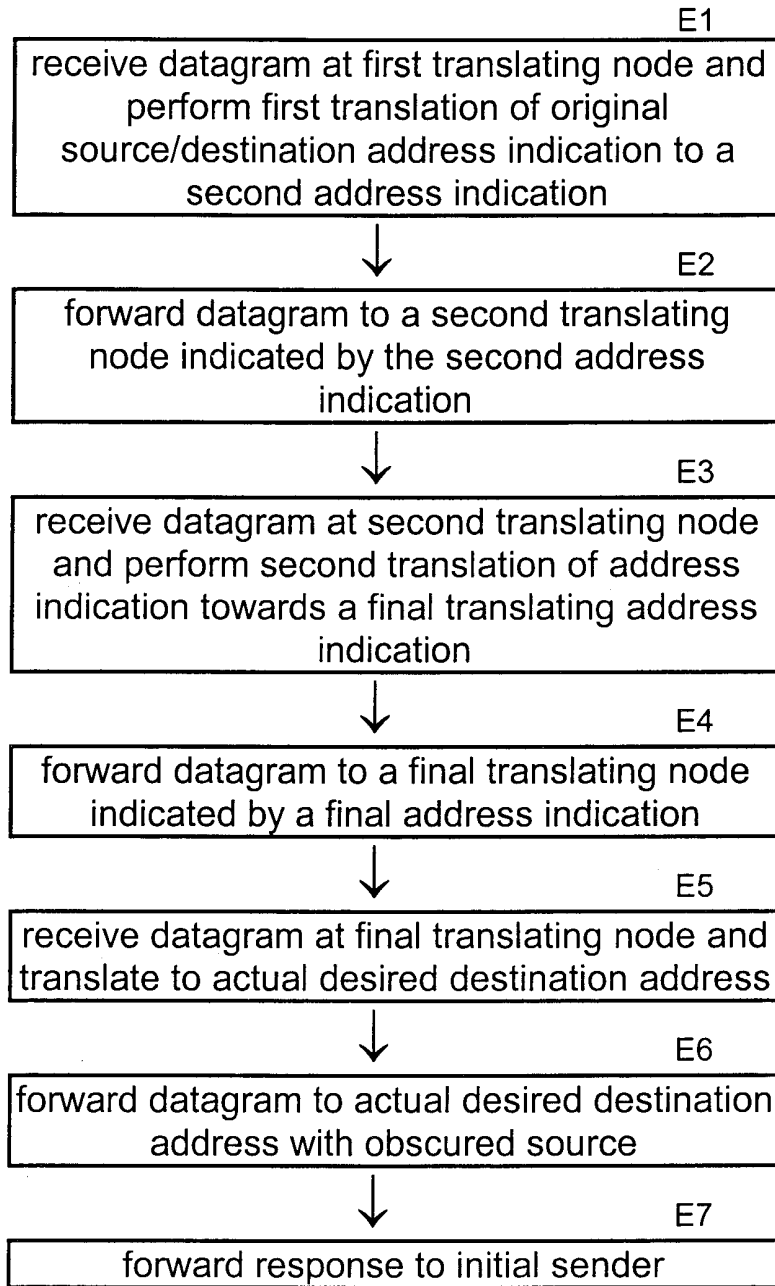 E1
receive datagram at first translating node and
perform first translation of original
source/destination address indication to a
second address indication
E2
forward datagram to a second translating
node indicated by the second address
indication
E3
receive datagram at second translating node
and perform second translation of address
indication towards a final translating address
indication
E4
forward datagram to a final translating node
indicated by a final address indication
E5
receive datagram at final translating node and
translate to actual desired destination address
E6
forward datagram to actual desired destination
address with obscured source
E7
forward response to initial sender